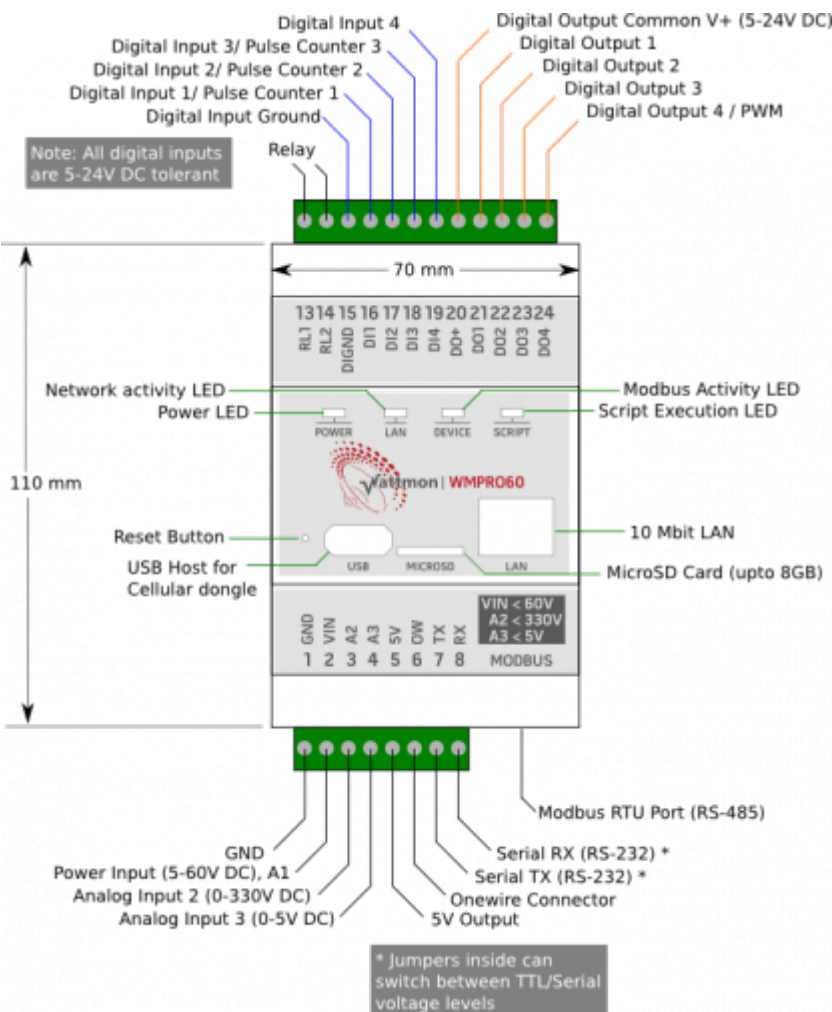 Digital Input 4
Digital Output Common V+ (5-24V DC)
Digital Input 3/ Pulse Counter 3
Digital Output 1
Digital Input 2/ Pulse Counter 2
Digital Output 2
Digital Input 1/ Pulse Counter 1
Digital Output 3
Digital Input Ground
Digital Output 4 / PWM
Note: All digital inputs
are 5-24V DC tolerant
Relay
70 mm
13 14 15 16 17 18 19 20 21 22 23 24
RL1 RL2 DIGND DI1 DI2 DI3 DI4 DO+ DO1 DO2 DO3 DO4
Network activity LED
Modbus Activity LED
Power LED
Script Execution LED
POWER LAN DEVICE SCRIPT
110 mm
Wattmon | WMPRO60
Reset Button
10 Mbit LAN
USB Host for
Cellular dongle
USB MICROSD LAN
MicroSD Card (upto 8GB)
VIN < 60V
A2 < 330V
A3 < 5V
GND VIN A2 A3 5V OW TX RX
1 2 3 4 5 6 7 8 MODBUS
Modbus RTU Port (RS-485)
GND
Serial RX (RS-232) *
Power Input (5-60V DC), A1
Serial TX (RS-232) *
Analog Input 2 (0-330V DC)
Onewire Connector
Analog Input 3 (0-5V DC)
5V Output
* Jumpers inside can
switch between TTL/Serial
voltage levels